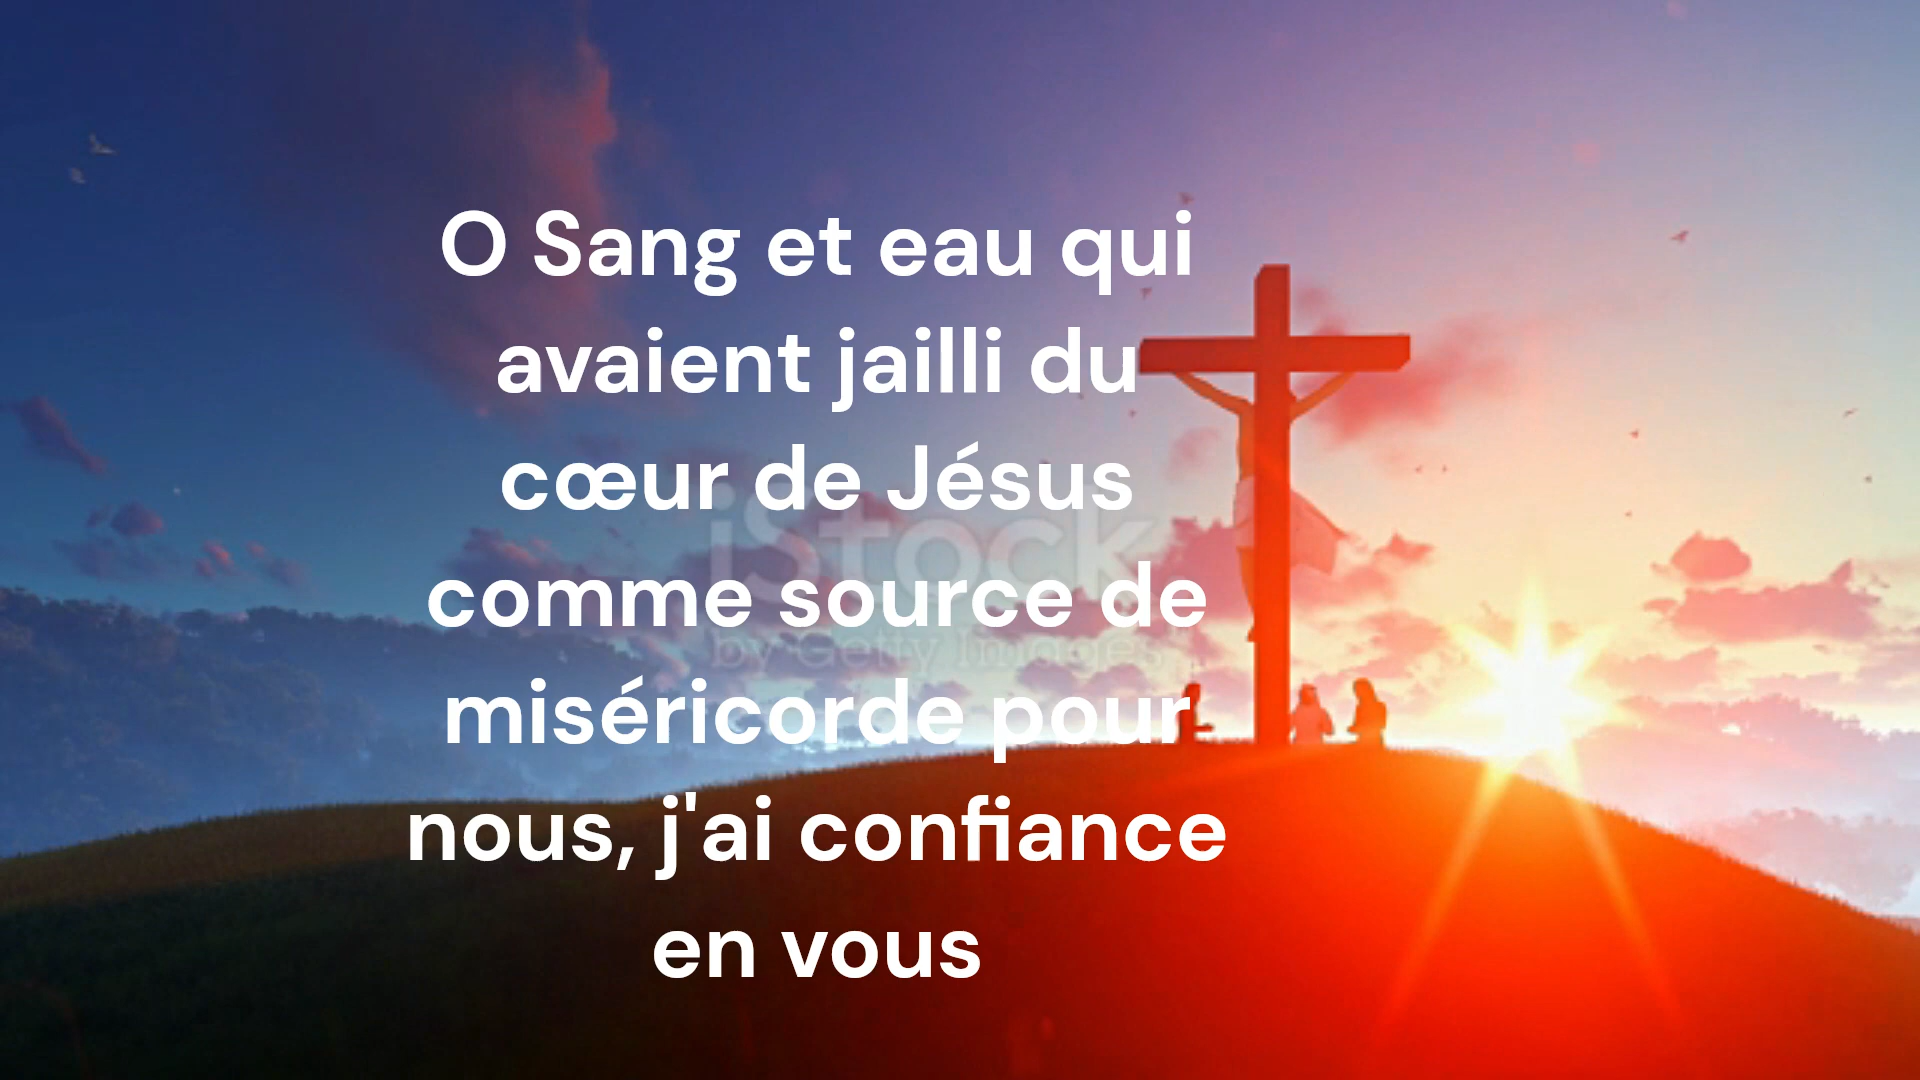 O Sang et eau qui
avaient jailli du
cœur de Jésus
comme source de
miséricorde pour
nous, j'ai confiance
en vous
iStock
by Getty Images